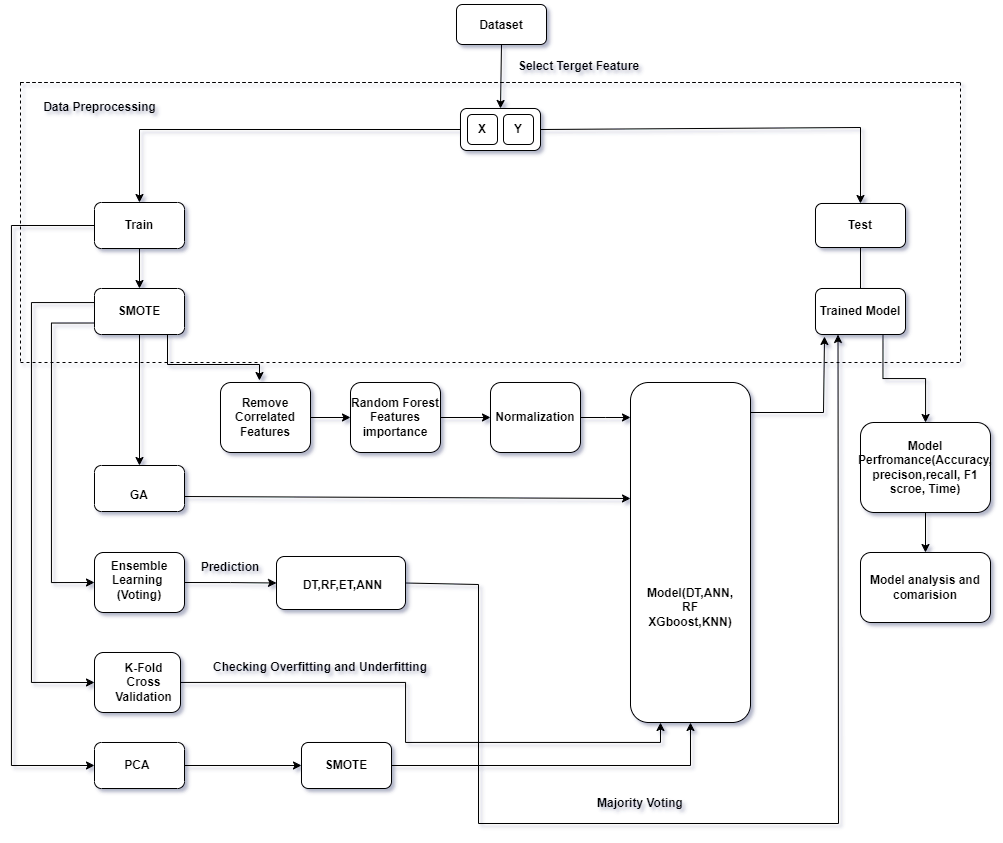 Dataset
Select Terget Feature
Data Preprocessing
X
Y
Train
Test
SMOTE
Trained Model
Remove
Correlated
Features
Random Forest
Features
importance
Normalization
Model
Perfromance(Accuracy,
precison,recall, F1
scroe, Time)
GA
Ensemble
Learning
(Voting)
Prediction
DT,RF,ET,ANN
Model(DT,ANN,
RF
XGboost,KNN)
Model analysis and
comarision
K-Fold
Cross
Validation
Checking Overfitting and Underfitting
PCA
SMOTE
Majority Voting